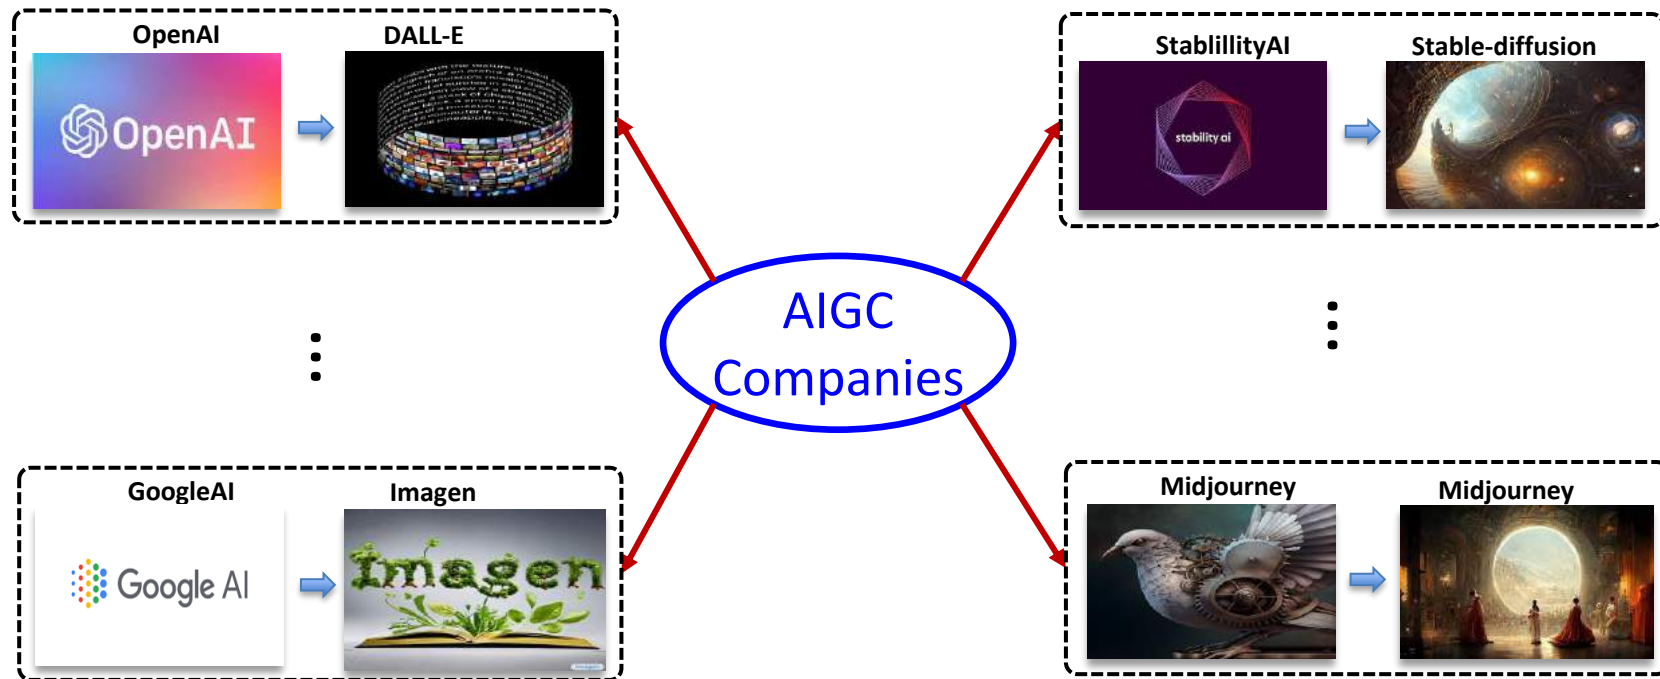 OpenAI
DALL-E
OpenAI
StablillityAI
Stable-diffusion
stability ai
AIGC
Companies
GoogleAI
Imagen
Google AI
Imagen
Midjourney
Midjourney